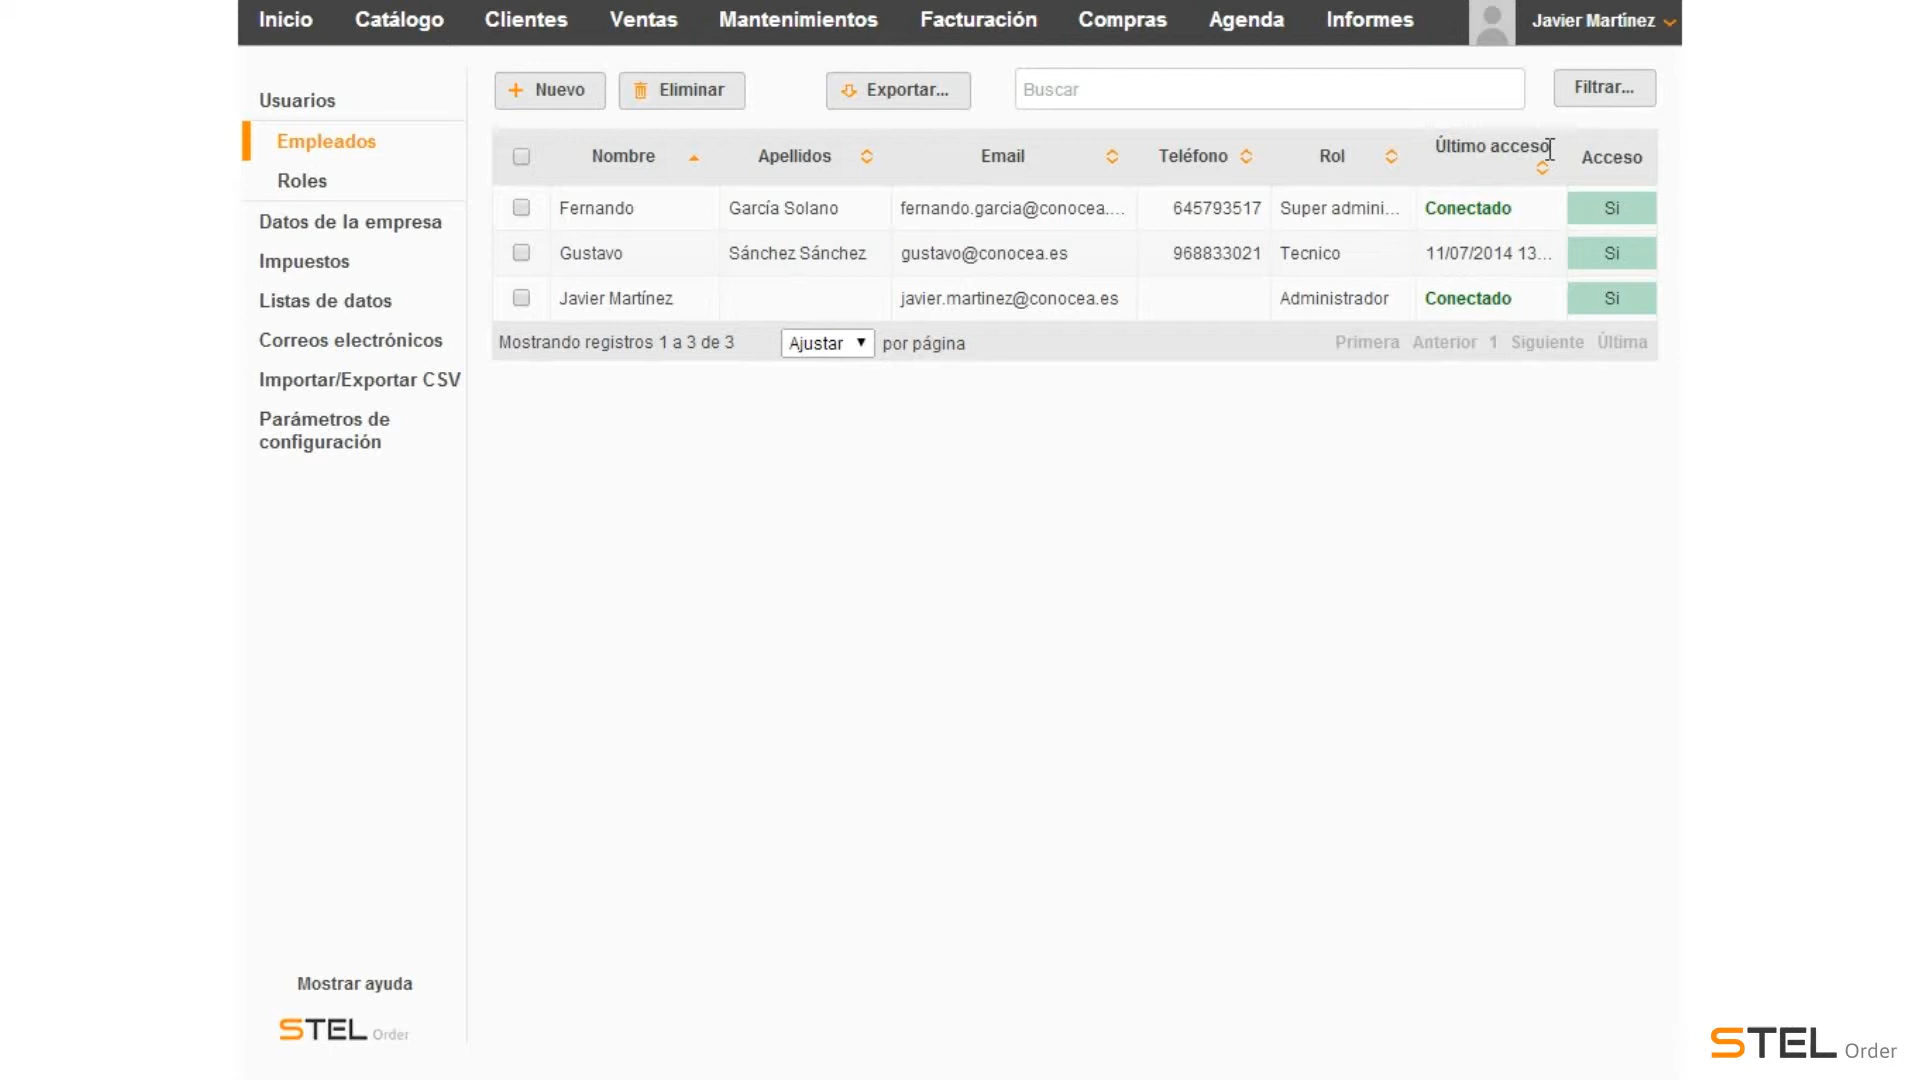 Inicio Catálogo Clientes Ventas Mantenimientos Facturación Compras Agenda Informes Javier Martínez
Usuarios
Empleados
Roles
Datos de la empresa
Impuestos
Listas de datos
Correos electrónicos
Importar/Exportar CSV
Parámetros de
configuración
Mostrar ayuda
STEL Order
Nuevo Eliminar Exportar... Buscar Filtrar...
Nombre Apellidos Email Teléfono Rol Último acceso Acceso
Fernando García Solano fernando.garcia@conocea.... 645793517 Super admini... Conectado Si
Gustavo Sánchez Sánchez gustavo@conocea.es 968833021 Tecnico 11/07/2014 13... Si
Javier Martínez javier.martinez@conocea.es Administrador Conectado Si
Mostrando registros 1 a 3 de 3 Ajustar por página Primera Anterior 1 Siguiente Última
STEL Order